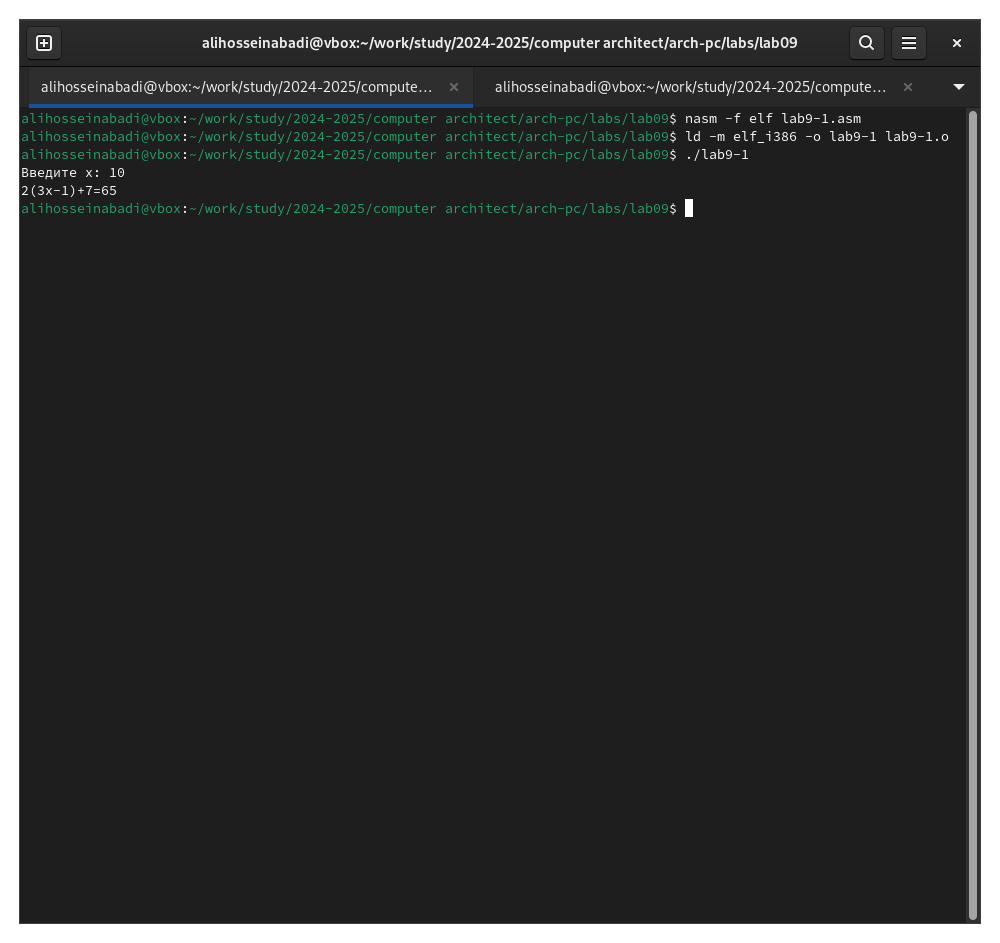 alihosseinabadi@vbox:~/work/study/2024-2025/computer architect/arch-pc/labs/lab09
alihosseinabadi@vbox:~/work/study/2024-2025/compute… alihosseinabadi@vbox:~/work/study/2024-2025/compute…
alihosseinabadi@vbox:~/work/study/2024-2025/computer architect/arch-pc/labs/lab09$ nasm -f elf lab9-1.asm
alihosseinabadi@vbox:~/work/study/2024-2025/computer architect/arch-pc/labs/lab09$ ld -m elf_i386 -o lab9-1 lab9-1.o
alihosseinabadi@vbox:~/work/study/2024-2025/computer architect/arch-pc/labs/lab09$ ./lab9-1
Введите x: 10
2(3x-1)+7=65
alihosseinabadi@vbox:~/work/study/2024-2025/computer architect/arch-pc/labs/lab09$